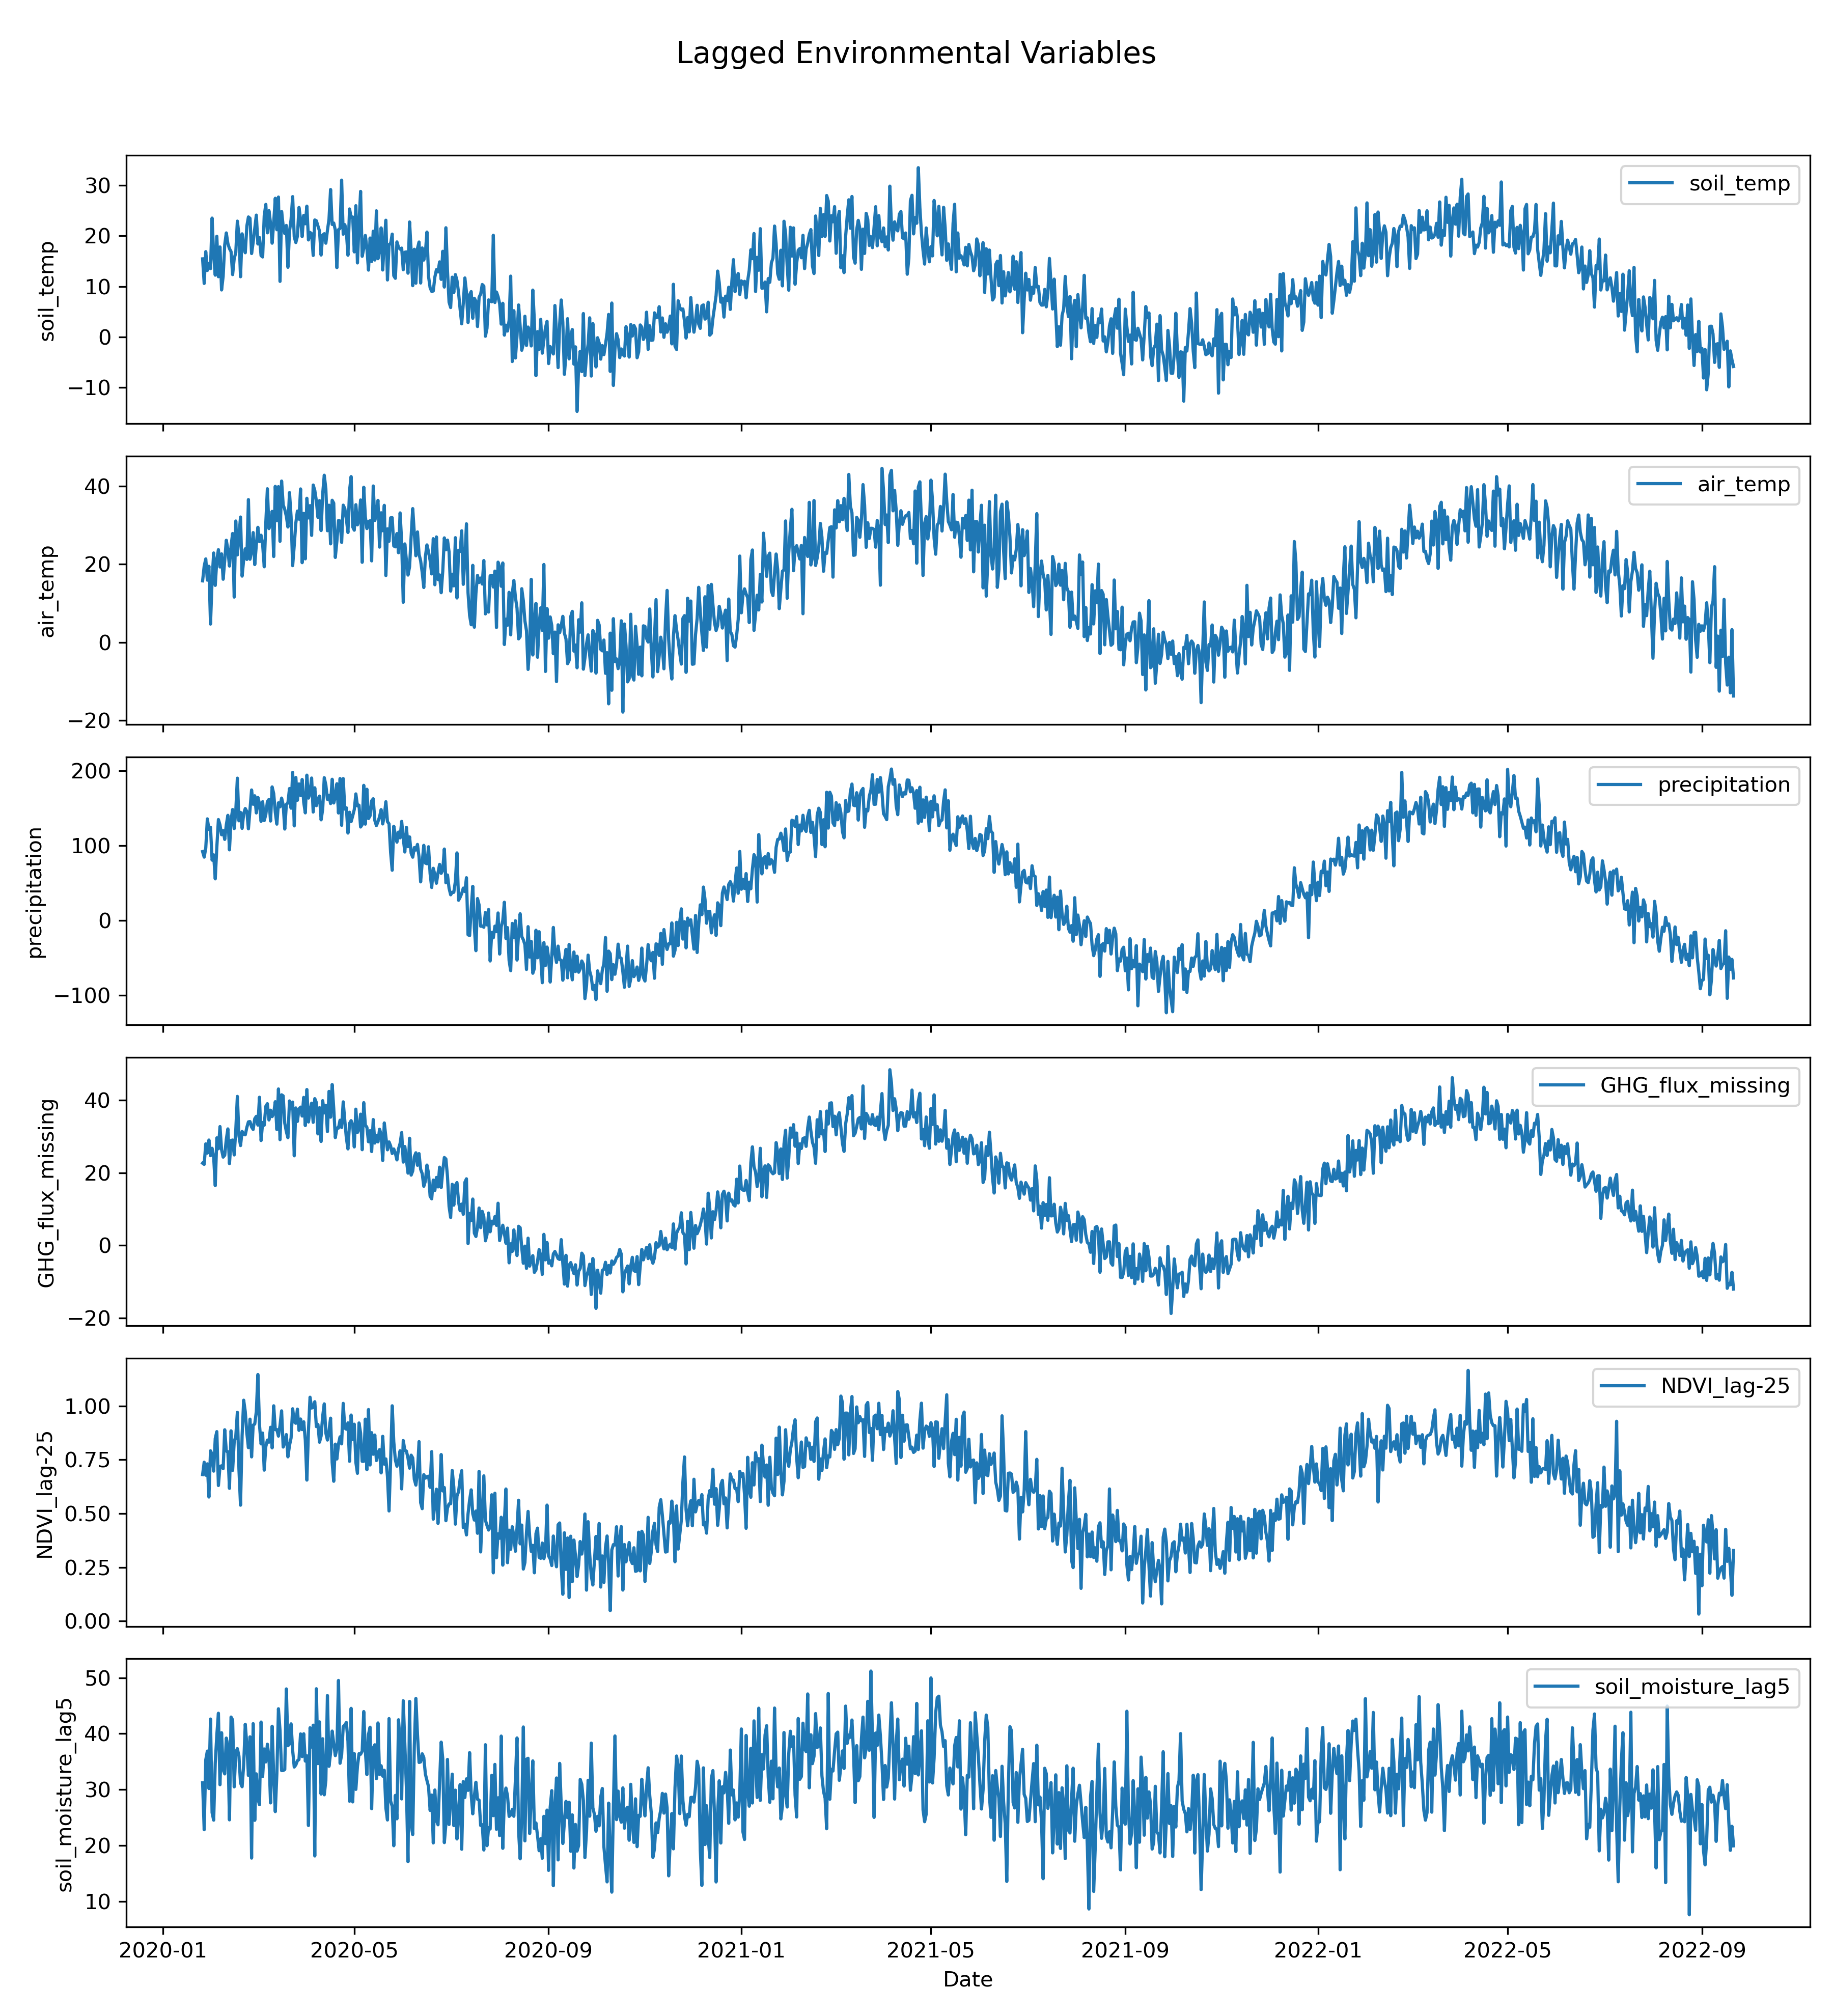 Lagged Environmental Variables
soil_temp
30
20
10
0
−10
soil_temp
air_temp
40
20
0
−20
air_temp
precipitation
200
100
0
−100
precipitation
GHG_flux_missing
40
20
0
−20
GHG_flux_missing
NDVI_lag-25
1.00
0.75
0.50
0.25
0.00
NDVI_lag-25
soil_moisture_lag5
50
40
30
20
10
soil_moisture_lag5
2020-01 2020-05 2020-09 2021-01 2021-05 2021-09 2022-01 2022-05 2022-09
Date